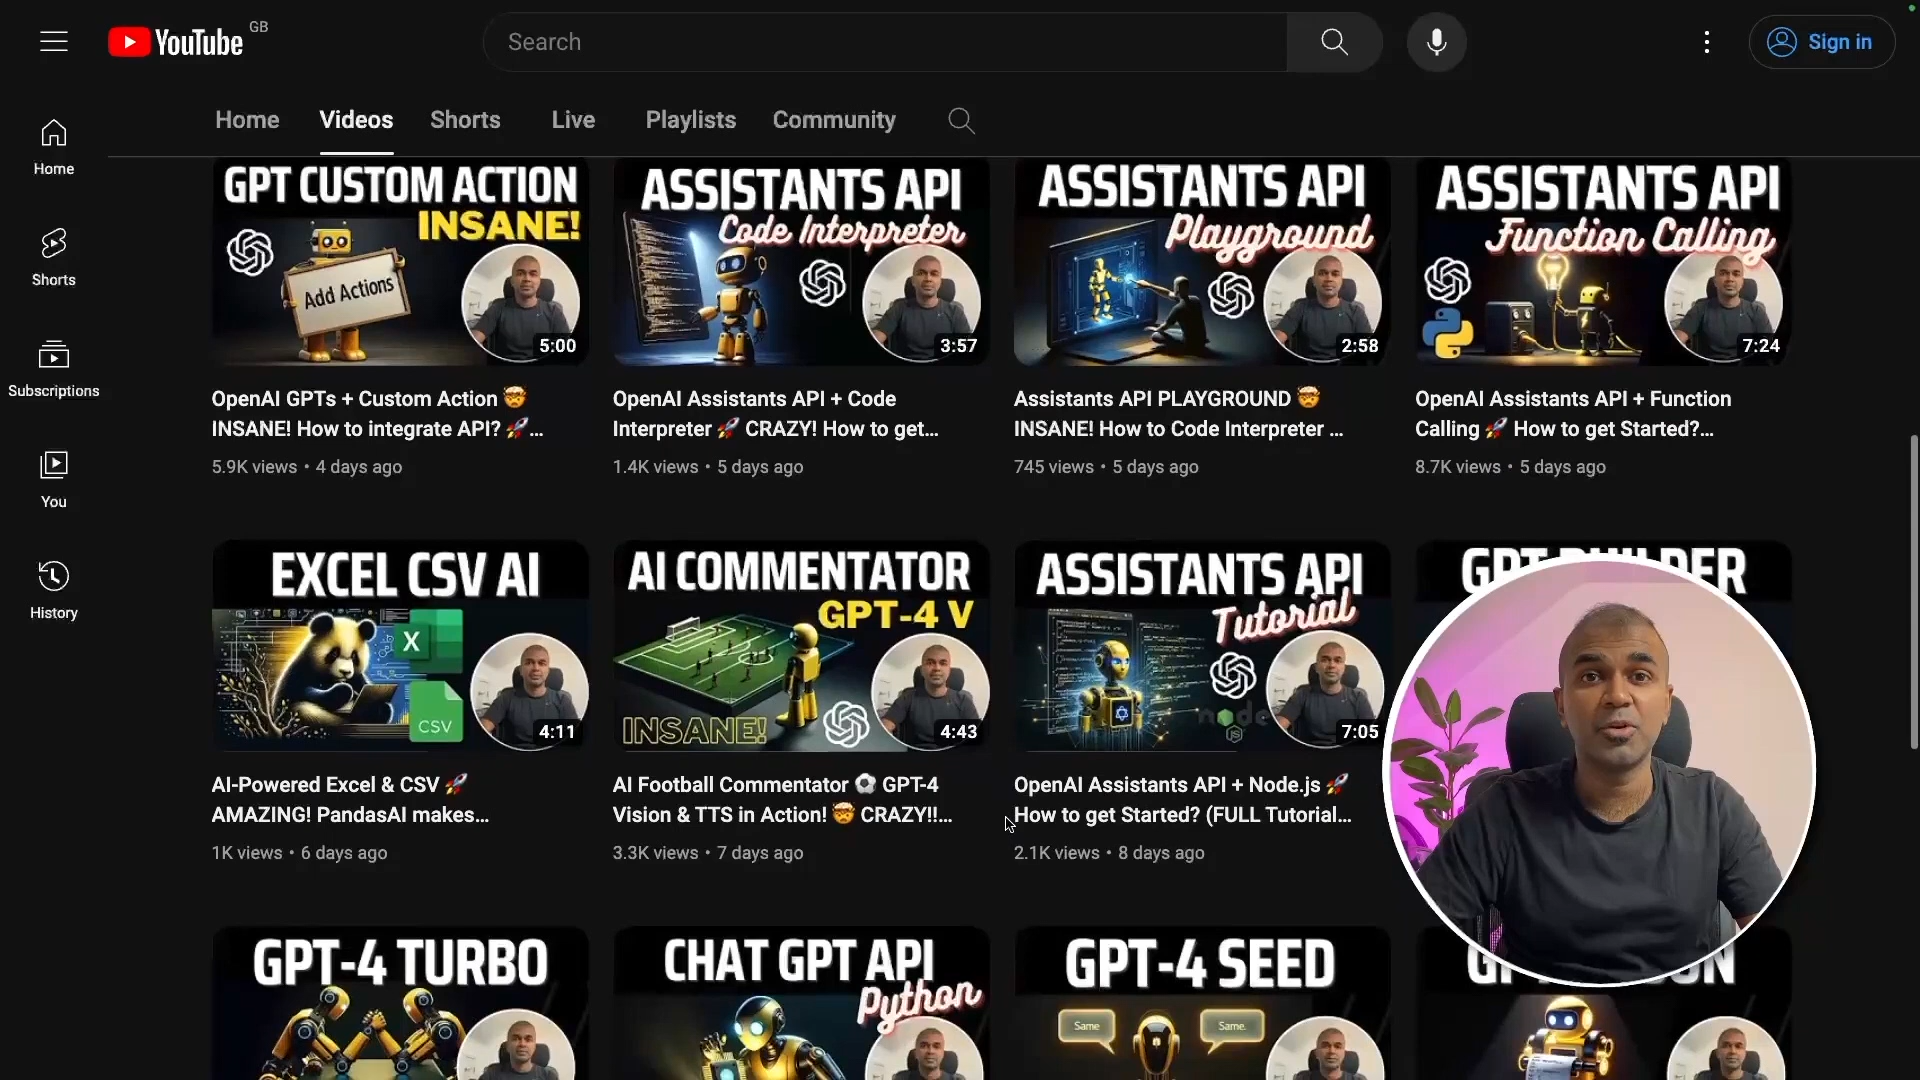 YouTube GB
Search
Sign in
Home
Videos
Shorts
Live
Playlists
Community
Home
Shorts
Subscriptions
You
History
GPT CUSTOM ACTION
INSANE!
Add Actions
5:00
OpenAI GPTs + Custom Action 🤯
INSANE! How to integrate API? 🚀...
5.9K views • 4 days ago
ASSISTANTS API
Code Interpreter
3:57
OpenAI Assistants API + Code
Interpreter 🚀 CRAZY! How to get...
1.4K views • 5 days ago
ASSISTANTS API
Playground
2:58
Assistants API PLAYGROUND 🤯
INSANE! How to Code Interpreter ...
745 views • 5 days ago
ASSISTANTS API
Function Calling
7:24
OpenAI Assistants API + Function
Calling 🚀 How to get Started?...
8.7K views • 5 days ago
EXCEL CSV AI
X
CSV
4:11
AI-Powered Excel & CSV 🚀
AMAZING! PandasAI makes...
1K views • 6 days ago
AI COMMENTATOR
GPT-4 V
INSANE!
4:43
AI Football Commentator ⚽ GPT-4
Vision & TTS in Action! 🤯 CRAZY!!...
3.3K views • 7 days ago
ASSISTANTS API
Tutorial
node
JS
7:05
OpenAI Assistants API + Node.js 🚀
How to get Started? (FULL Tutorial...
2.1K views • 8 days ago
GPT-4 TURBO
CHAT GPT API
Python
GPT-4 SEED
Same
Same.